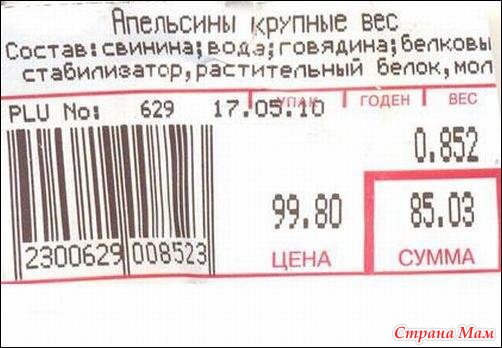 Апельсины крупные вес
Состав:свинина;вода;говядина;белковы
стабилизатор,растительный белок,мол
УПАК ГОДЕН ВЕС
PLU No: 629 17.05.10
0.852
99.80 85.03
ЦЕНА СУММА
2300629 008523
Страна Мам